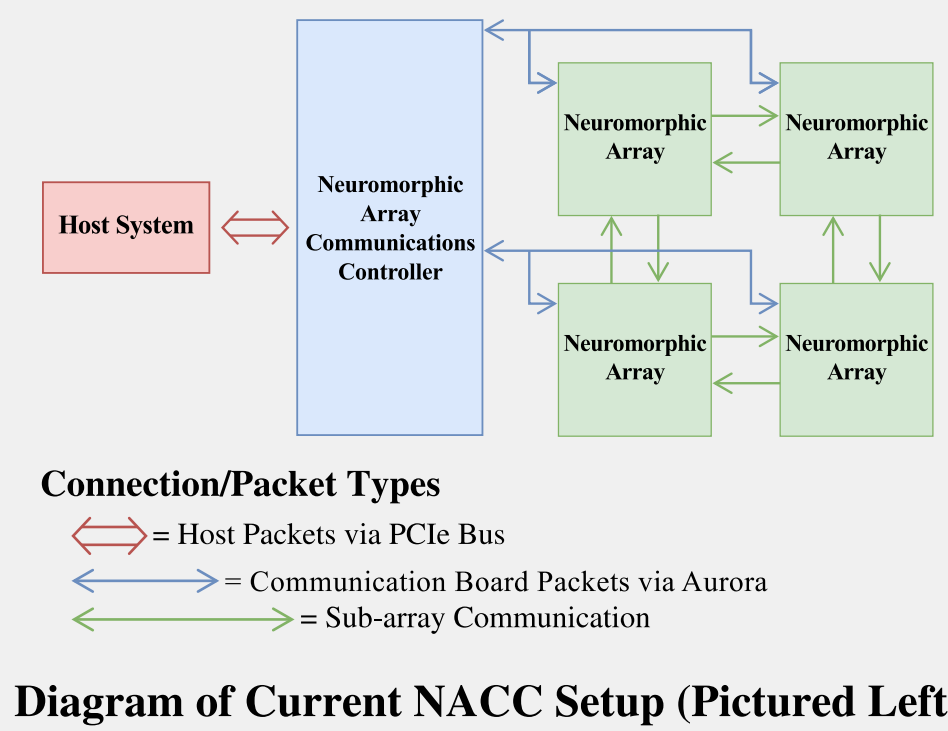 Host System
Neuromorphic
Array
Communications
Controller
Neuromorphic
Array
Neuromorphic
Array
Neuromorphic
Array
Neuromorphic
Array
Connection/Packet Types
= Host Packets via PCIe Bus
= Communication Board Packets via Aurora
= Sub-array Communication
Diagram of Current NACC Setup (Pictured Left